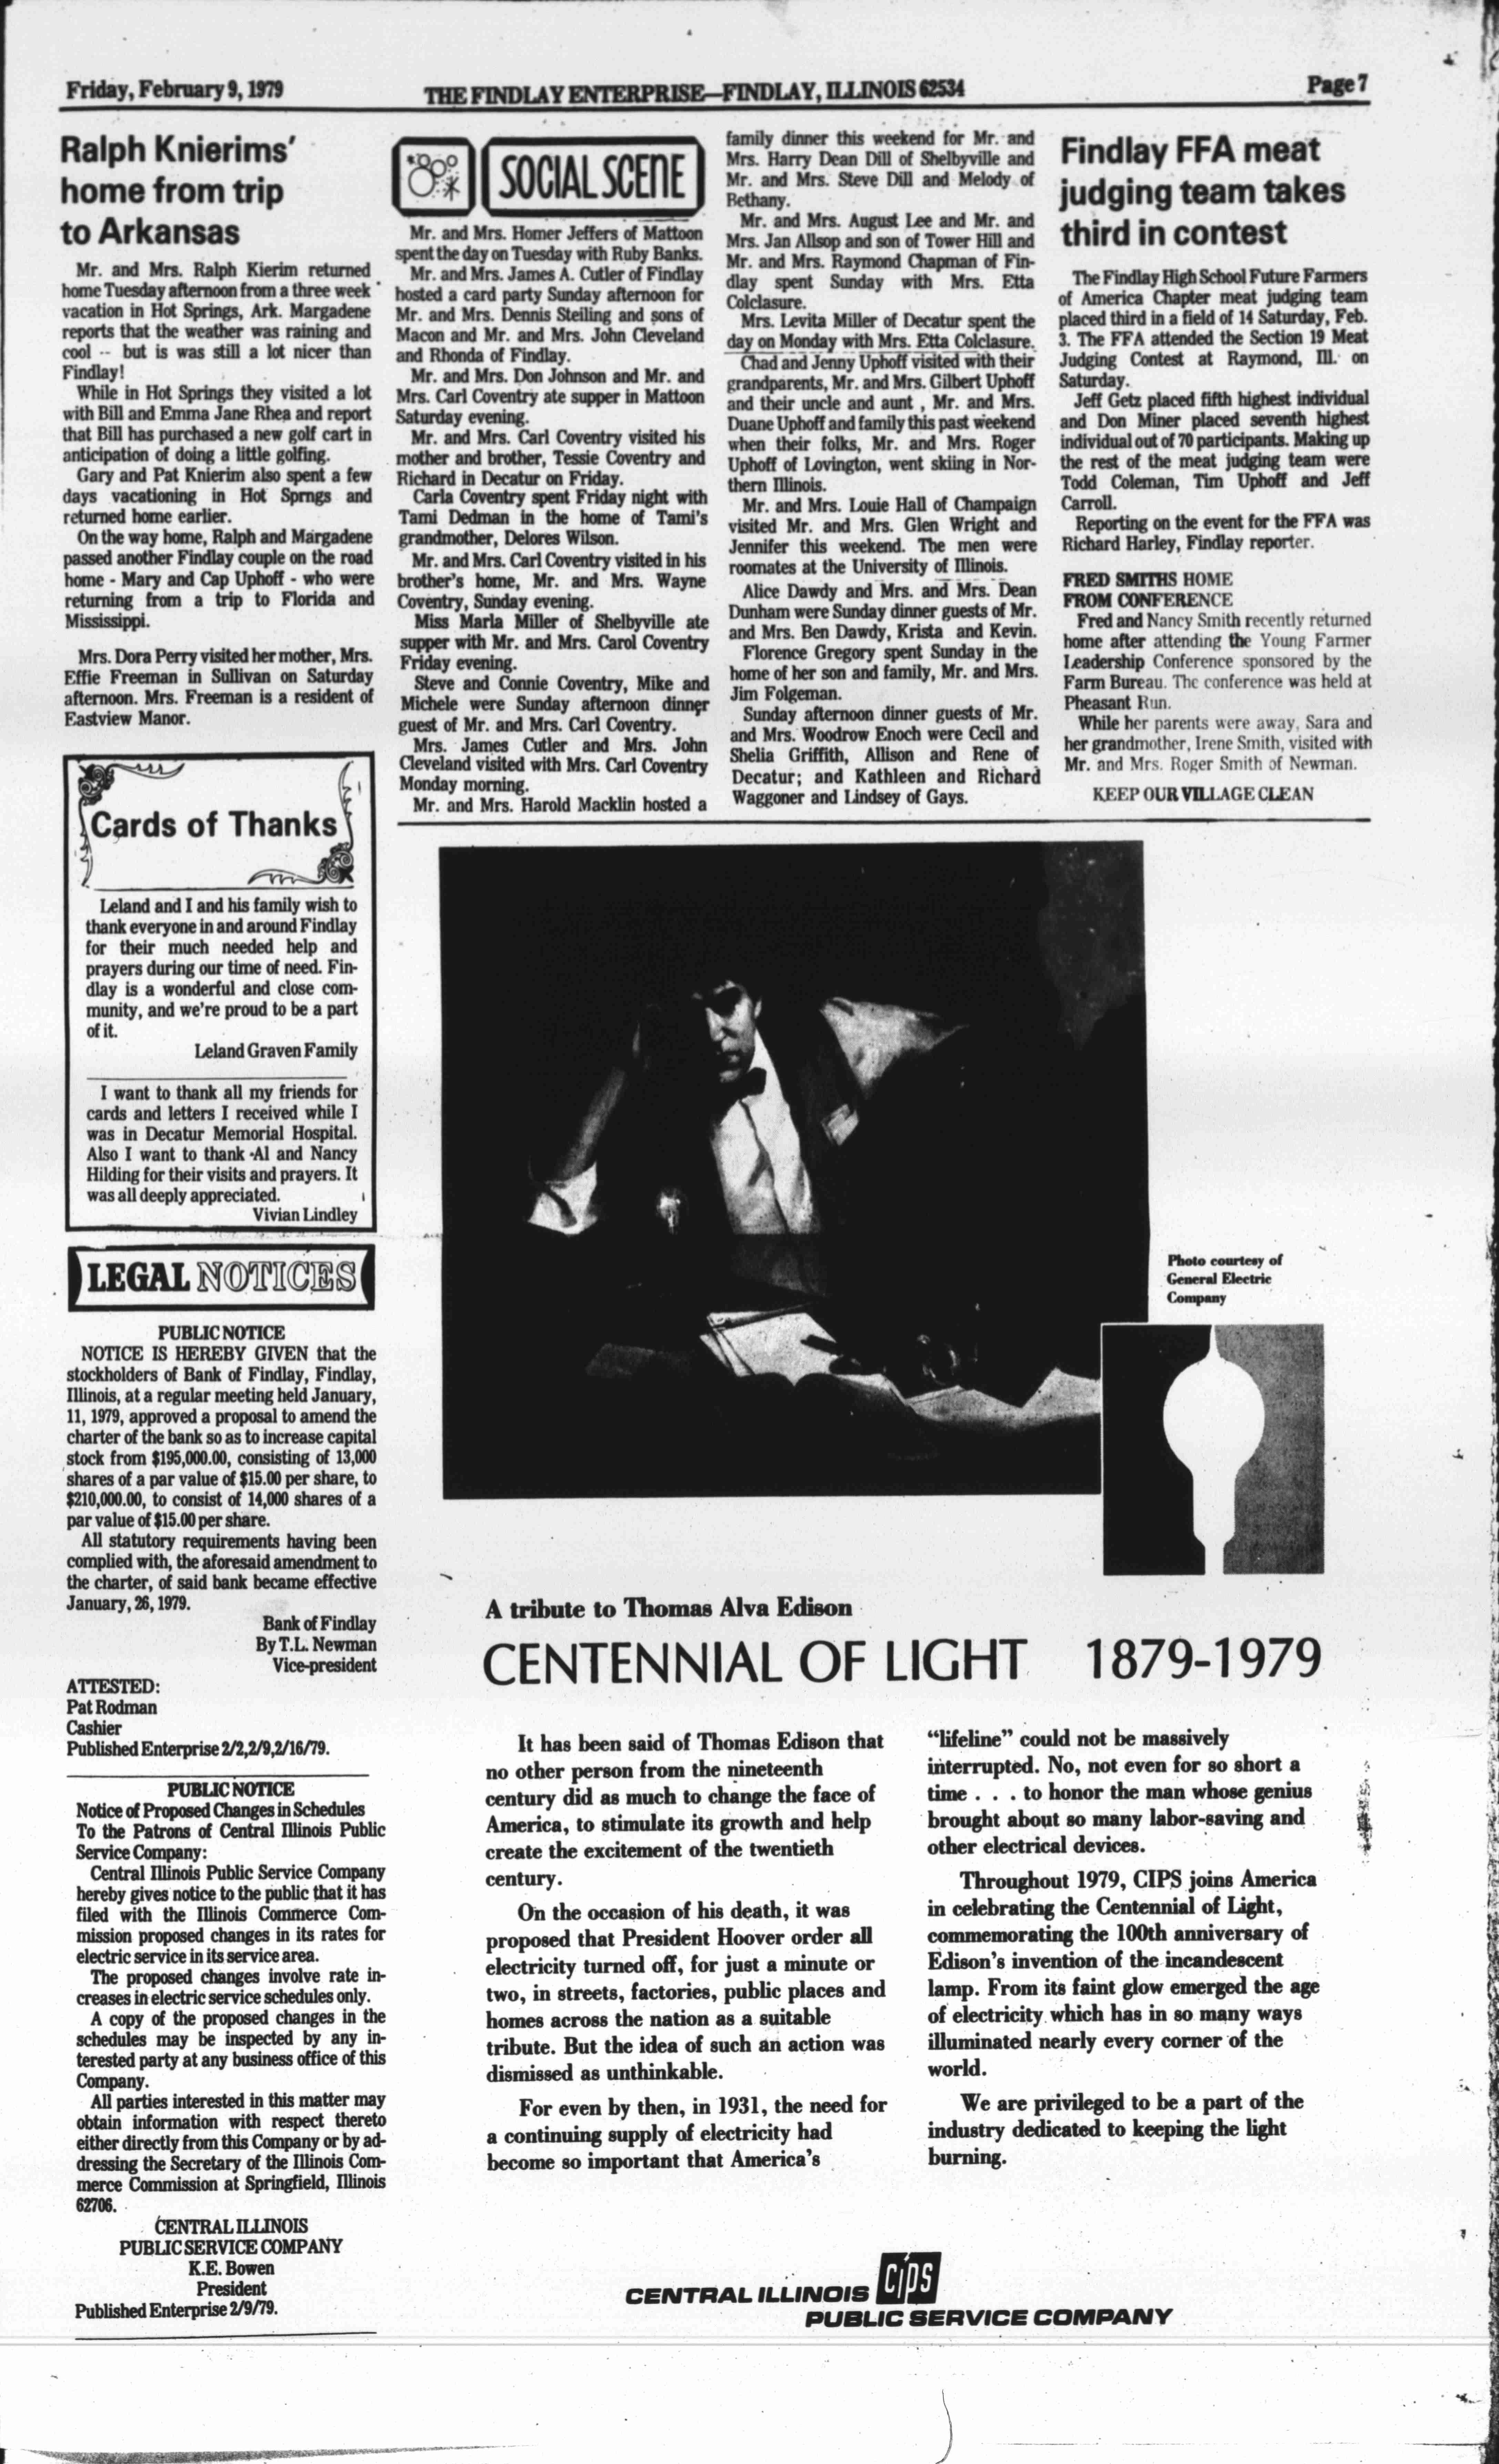 Friday, February 9, 1979
THE FINDLAY ENTERPRISE—FINDLAY, ILLINOIS 62534
Page 7
Ralph Knierims'
home from trip
to Arkansas
Mr. and Mrs. Ralph Kierim returned
home Tuesday afternoon from a three week
vacation in Hot Springs, Ark. Margadene
reports that the weather was raining and
cool -- but is was still a lot nicer than
Findlay!
While in Hot Springs they visited a lot
with Bill and Emma Jane Rhea and report
that Bill has purchased a new golf cart in
anticipation of doing a little golfing.
Gary and Pat Knierim also spent a few
days vacationing in Hot Sprngs and
returned home earlier.
On the way home, Ralph and Margadene
passed another Findlay couple on the road
home - Mary and Cap Uphoff - who were
returning from a trip to Florida and
Mississippi.
Mrs. Dora Perry visited her mother, Mrs.
Effie Freeman in Sullivan on Saturday
afternoon. Mrs. Freeman is a resident of
Eastview Manor.
Cards of Thanks
Leland and I and his family wish to
thank everyone in and around Findlay
for their much needed help and
prayers during our time of need. Fin-
dlay is a wonderful and close com-
munity, and we're proud to be a part
of it.
Leland Graven Family
I want to thank all my friends for
cards and letters I received while I
was in Decatur Memorial Hospital.
Also I want to thank Al and Nancy
Hilding for their visits and prayers. It
was all deeply appreciated.
Vivian Lindley
LEGAL NOTICES
PUBLIC NOTICE
NOTICE IS HEREBY GIVEN that the
stockholders of Bank of Findlay, Findlay,
Illinois, at a regular meeting held January,
11, 1979, approved a proposal to amend the
charter of the bank so as to increase capital
stock from $195,000.00, consisting of 13,000
shares of a par value of $15.00 per share, to
$210,000.00, to consist of 14,000 shares of a
par value of $15.00 per share.
All statutory requirements having been
complied with, the aforesaid amendment to
the charter, of said bank became effective
January, 26, 1979.
Bank of Findlay
By T.L. Newman
Vice-president
ATTESTED:
Pat Rodman
Cashier
Published Enterprise 2/2,2/9,2/16/79.
PUBLIC NOTICE
Notice of Proposed Changes in Schedules
To the Patrons of Central Illinois Public
Service Company:
Central Illinois Public Service Company
hereby gives notice to the public that it has
filed with the Illinois Commerce Com-
mission proposed changes in its rates for
electric service in its service area.
The proposed changes involve rate in-
creases in electric service schedules only.
A copy of the proposed changes in the
schedules may be inspected by any in-
terested party at any business office of this
Company.
All parties interested in this matter may
obtain information with respect thereto
either directly from this Company or by ad-
dressing the Secretary of the Illinois Com-
merce Commission at Springfield, Illinois
62706.
CENTRAL ILLINOIS
PUBLIC SERVICE COMPANY
K.E. Bowen
President
Published Enterprise 2/9/79.
SOCIAL SCENE
Mr. and Mrs. Homer Jeffers of Mattoon
spent the day on Tuesday with Ruby Banks.
Mr. and Mrs. James A. Cutler of Findlay
hosted a card party Sunday afternoon for
Mr. and Mrs. Dennis Steiling and sons of
Macon and Mr. and Mrs. John Cleveland
and Rhonda of Findlay.
Mr. and Mrs. Don Johnson and Mr. and
Mrs. Carl Coventry ate supper in Mattoon
Saturday evening.
Mr. and Mrs. Carl Coventry visited his
mother and brother, Tessie Coventry and
Richard in Decatur on Friday.
Carla Coventry spent Friday night with
Tami Dedman in the home of Tami's
grandmother, Delores Wilson.
Mr. and Mrs. Carl Coventry visited in his
brother's home, Mr. and Mrs. Wayne
Coventry, Sunday evening.
Miss Marla Miller of Shelbyville ate
supper with Mr. and Mrs. Carol Coventry
Friday evening.
Steve and Connie Coventry, Mike and
Michele were Sunday afternoon dinner
guest of Mr. and Mrs. Carl Coventry.
Mrs. James Cutler and Mrs. John
Cleveland visited with Mrs. Carl Coventry
Monday morning.
Mr. and Mrs. Harold Macklin hosted a
family dinner this weekend for Mr. and
Mrs. Harry Dean Dill of Shelbyville and
Mr. and Mrs. Steve Dill and Melody of
Bethany.
Mr. and Mrs. August Lee and Mr. and
Mrs. Jan Allsop and son of Tower Hill and
Mr. and Mrs. Raymond Chapman of Fin-
dlay spent Sunday with Mrs. Etta
Colclasure.
Mrs. Levita Miller of Decatur spent the
day on Monday with Mrs. Etta Colclasure.
Chad and Jenny Uphoff visited with their
grandparents, Mr. and Mrs. Gilbert Uphoff
and their uncle and aunt , Mr. and Mrs.
Duane Uphoff and family this past weekend
when their folks, Mr. and Mrs. Roger
Uphoff of Lovington, went skiing in Nor-
thern Illinois.
Mr. and Mrs. Louie Hall of Champaign
visited Mr. and Mrs. Glen Wright and
Jennifer this weekend. The men were
roomates at the University of Illinois.
Alice Dawdy and Mrs. and Mrs. Dean
Dunham were Sunday dinner guests of Mr.
and Mrs. Ben Dawdy, Krista and Kevin.
Florence Gregory spent Sunday in the
home of her son and family, Mr. and Mrs.
Jim Folgeman.
Sunday afternoon dinner guests of Mr.
and Mrs. Woodrow Enoch were Cecil and
Shelia Griffith, Allison and Rene of
Decatur; and Kathleen and Richard
Waggoner and Lindsey of Gays.
Findlay FFA meat
judging team takes
third in contest
The Findlay High School Future Farmers
of America Chapter meat judging team
placed third in a field of 14 Saturday, Feb.
3. The FFA attended the Section 19 Meat
Judging Contest at Raymond, Ill. on
Saturday.
Jeff Getz placed fifth highest individual
and Don Miner placed seventh highest
individual out of 70 participants. Making up
the rest of the meat judging team were
Todd Coleman, Tim Uphoff and Jeff
Carroll.
Reporting on the event for the FFA was
Richard Harley, Findlay reporter.
FRED SMITHS HOME
FROM CONFERENCE
Fred and Nancy Smith recently returned
home after attending the Young Farmer
Leadership Conference sponsored by the
Farm Bureau. The conference was held at
Pheasant Run.
While her parents were away, Sara and
her grandmother, Irene Smith, visited with
Mr. and Mrs. Roger Smith of Newman.
KEEP OUR VILLAGE CLEAN
Photo courtesy of
General Electric
Company
A tribute to Thomas Alva Edison
CENTENNIAL OF LIGHT 1879-1979
It has been said of Thomas Edison that
no other person from the nineteenth
century did as much to change the face of
America, to stimulate its growth and help
create the excitement of the twentieth
century.
On the occasion of his death, it was
proposed that President Hoover order all
electricity turned off, for just a minute or
two, in streets, factories, public places and
homes across the nation as a suitable
tribute. But the idea of such an action was
dismissed as unthinkable.
For even by then, in 1931, the need for
a continuing supply of electricity had
become so important that America's
“lifeline” could not be massively
interrupted. No, not even for so short a
time . . . to honor the man whose genius
brought about so many labor-saving and
other electrical devices.
Throughout 1979, CIPS joins America
in celebrating the Centennial of Light,
commemorating the 100th anniversary of
Edison's invention of the incandescent
lamp. From its faint glow emerged the age
of electricity which has in so many ways
illuminated nearly every corner of the
world.
We are privileged to be a part of the
industry dedicated to keeping the light
burning.
CENTRAL ILLINOIS CIPS
PUBLIC SERVICE COMPANY